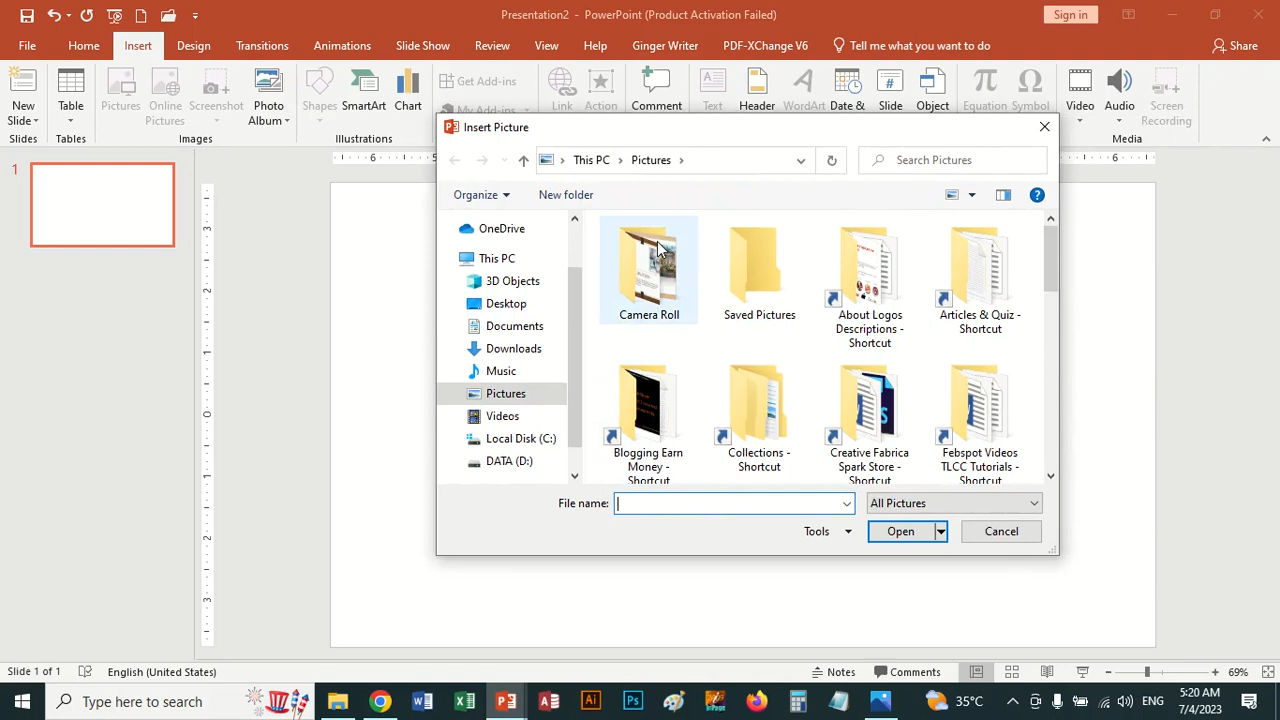 Presentation2 - PowerPoint (Product Activation Failed)
Sign in
File Home Insert Design Transitions Animations Slide Show Review View Help Ginger Writer PDF-XChange V6 Tell me what you want to do Share
New Slide
Table
Pictures
Online Pictures
Screenshot
Photo Album
Shapes
SmartArt
Chart
Get Add-ins
My Add-ins
Link
Action
Comment
Text
Header
WordArt
Date &
Slide
Object
Equation
Symbol
Video
Audio
Screen Recording
Slides Tables Images Illustrations Media
1
Insert Picture
This PC Pictures
Search Pictures
Organize New folder
OneDrive
This PC
3D Objects
Desktop
Documents
Downloads
Music
Pictures
Videos
Local Disk (C:)
DATA (D:)
Camera Roll
Saved Pictures
About Logos
Descriptions -
Shortcut
Articles & Quiz -
Shortcut
Blogging Earn
Money -
Shortcut
Collections -
Shortcut
Creative Fabrica
Spark Store -
Shortcut
Febspot Videos
TLCC Tutorials -
Shortcut
File name:
All Pictures
Tools Open Cancel
Slide 1 of 1 English (United States) Notes Comments 69%
Type here to search
Ai
Ps
35°C
ENG
5:20 AM
7/4/2023